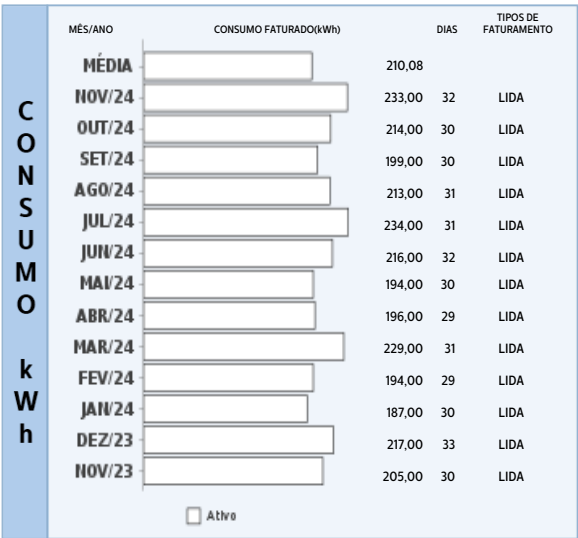 CONSUMO kWh
MÊS/ANO CONSUMO FATURADO(kWh) DIAS TIPOS DE FATURAMENTO
MÉDIA 210,08
NOV/24 233,00 32 LIDA
OUT/24 214,00 30 LIDA
SET/24 199,00 30 LIDA
AGO/24 213,00 31 LIDA
JUL/24 234,00 31 LIDA
JUN/24 216,00 32 LIDA
MAI/24 194,00 30 LIDA
ABR/24 196,00 29 LIDA
MAR/24 229,00 31 LIDA
FEV/24 194,00 29 LIDA
JAN/24 187,00 30 LIDA
DEZ/23 217,00 33 LIDA
NOV/23 205,00 30 LIDA
Ativo